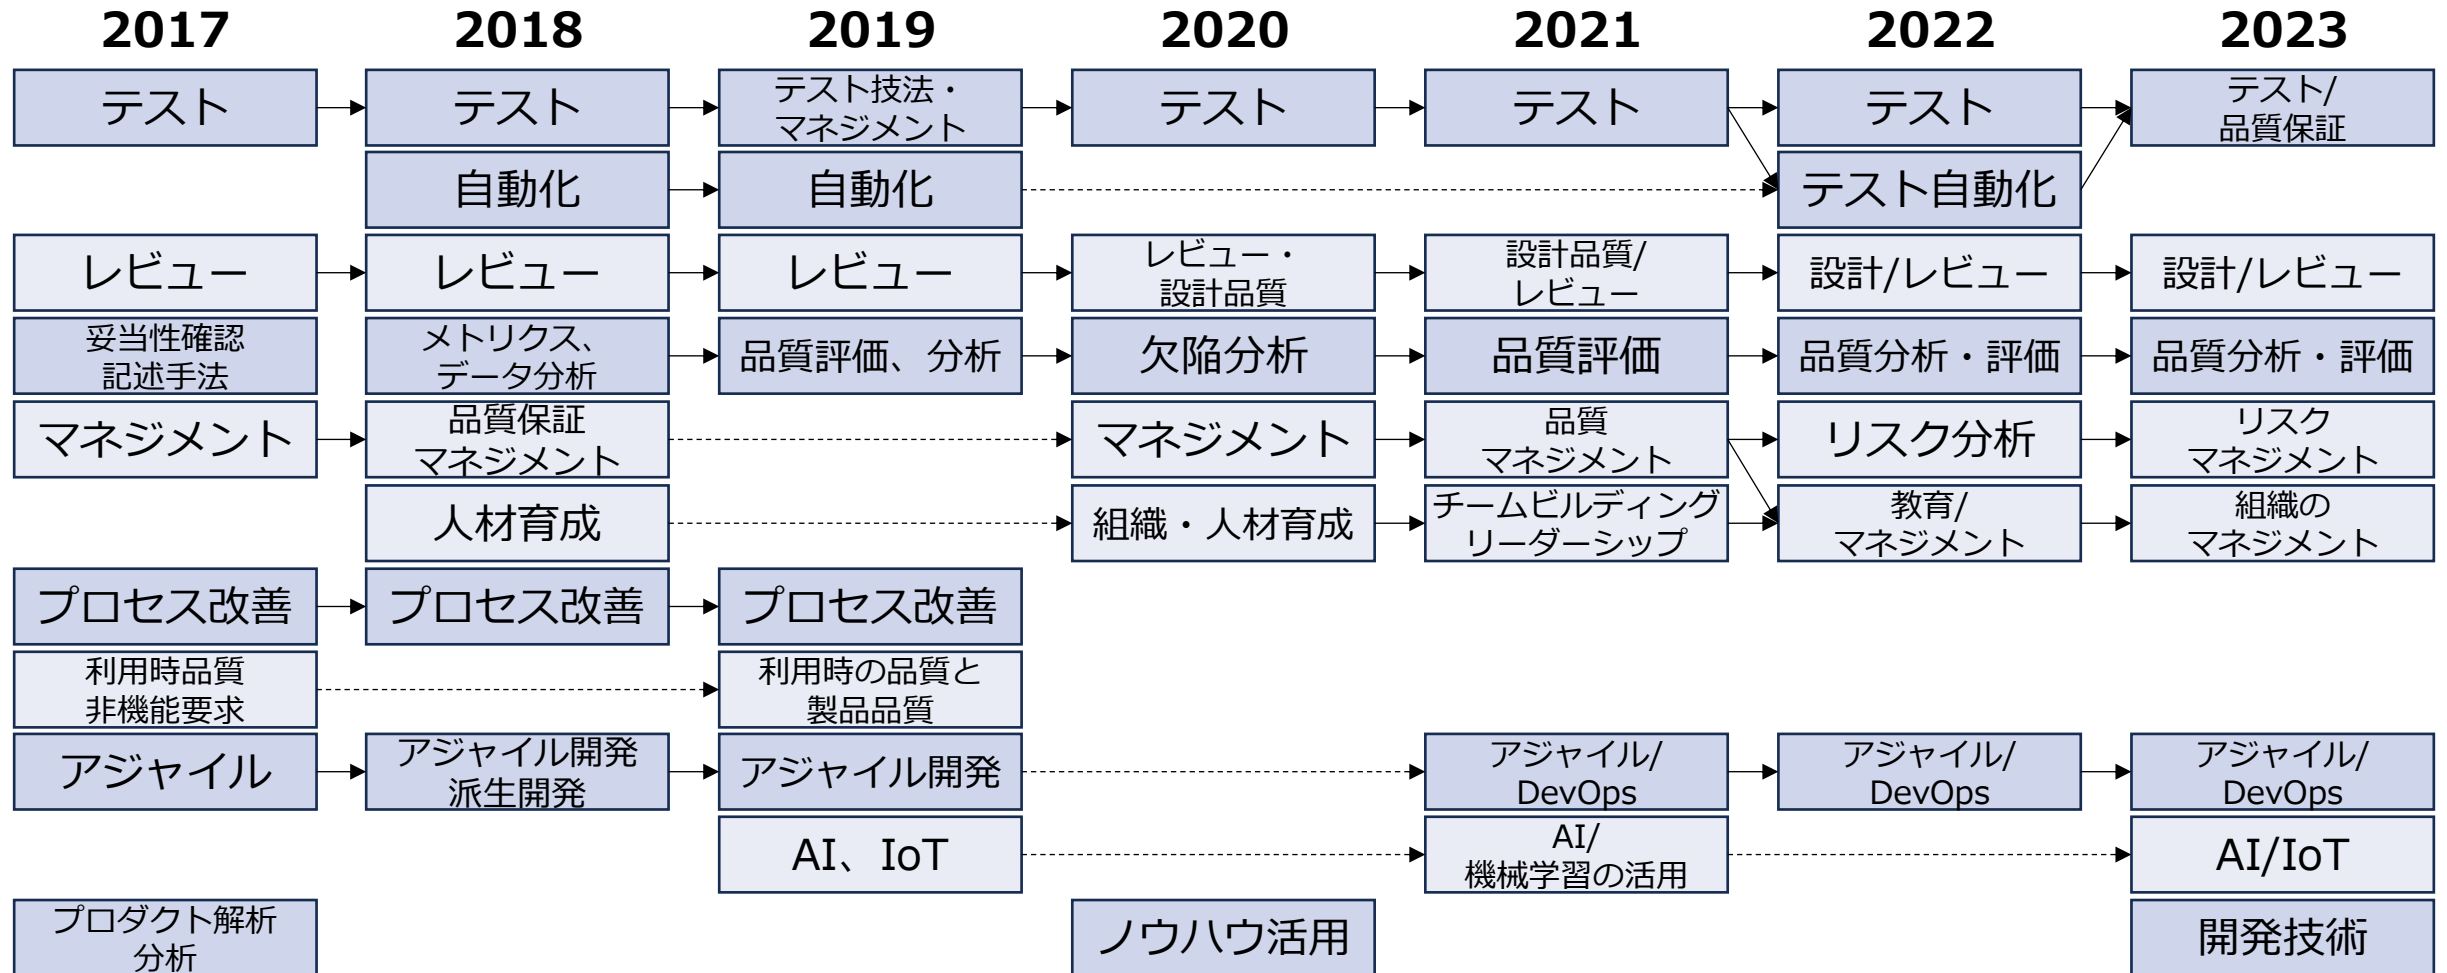 2017 2018 2019 2020 2021 2022 2023
テスト
テスト
テスト技法・
マネジメント
テスト
テスト
テスト
テスト/
品質保証
自動化
自動化
テスト自動化
レビュー
レビュー
レビュー
レビュー・
設計品質
設計品質/
レビュー
設計/レビュー
設計/レビュー
妥当性確認
記述手法
メトリクス、
データ分析
品質評価、分析
欠陥分析
品質評価
品質分析・評価
品質分析・評価
マネジメント
品質保証
マネジメント
マネジメント
品質
マネジメント
リスク分析
リスク
マネジメント
人材育成
組織・人材育成
チームビルディング
リーダーシップ
教育/
マネジメント
組織の
マネジメント
プロセス改善
プロセス改善
プロセス改善
利用時品質
非機能要求
利用時の品質と
製品品質
アジャイル
アジャイル開発
派生開発
アジャイル開発
アジャイル/
DevOps
アジャイル/
DevOps
アジャイル/
DevOps
AI、IoT
AI/
機械学習の活用
AI/IoT
プロダクト解析
分析
ノウハウ活用
開発技術